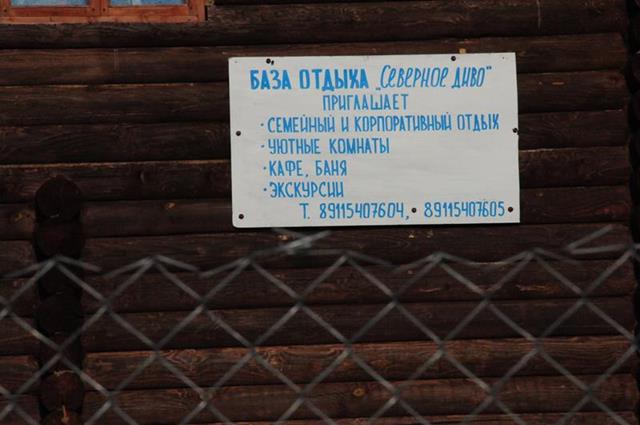 БАЗА ОТДЫХА „СЕВЕРНОЕ ДИВО"
ПРИГЛАШАЕТ
· СЕМЕЙНЫЙ И КОРПОРАТИВНЫЙ ОТДЫХ
· УЮТНЫЕ КОМНАТЫ
· КАФЕ, БАНЯ
· ЭКСКУРСИИ
Т. 89115407604, 89115407605